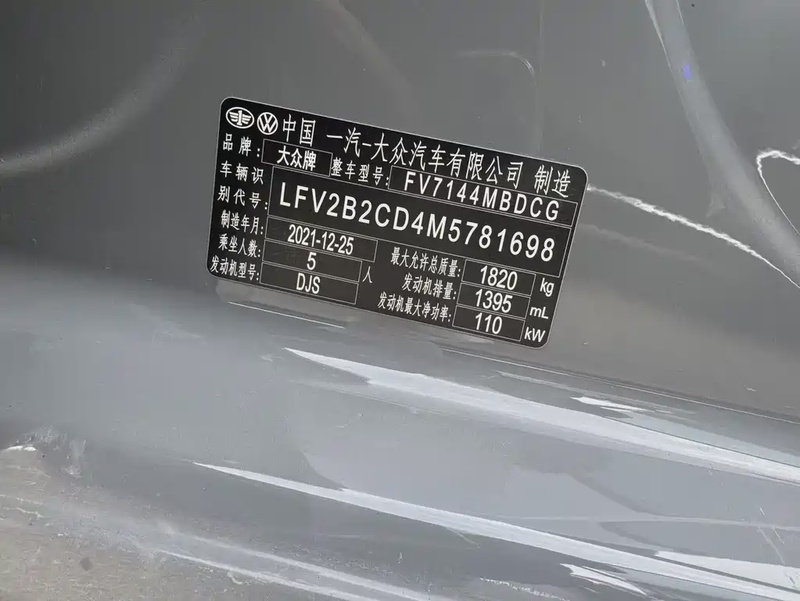 中国 一汽-大众汽车有限公司 制造
品牌: 大众牌 整车型号: FV7144MBDCG
车辆识别代号: LFV2B2CD4M5781698
制造年月: 2021-12-25 最大允许总质量: 1820 kg
乘坐人数: 5 人 发动机排量: 1395 mL
发动机型号: DJS 发动机最大净功率: 110 kW